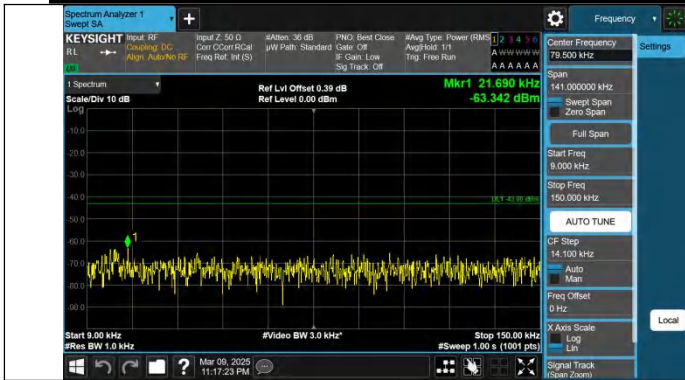 Spectrum Analyzer 1
Swept SA
Frequency
KEYSIGHT Input: RF Input Z: 50 Ω #Atten: 36 dB PNO: Best Close #Avg Type: Power (RMS 1 2 3 4 5 6
RL Coupling: DC Corr CCorr RCal µW Path: Standard Gate: Off Avg|Hold: 1/1 A W W W W W
Align: Auto/No RF Freq Ref: Int (S) IF Gain: Low Trig: Free Run A A A A A A
Sig Track: Off
1 Spectrum
Scale/Div 10 dB
Ref Lvl Offset 0.39 dB
Ref Level 0.00 dBm
Mkr1 21.690 kHz
-63.342 dBm
Log
-10.0
-20.0
-30.0
-40.0
DL1 -43.00 dBm
-50.0
-60.0
1
-70.0
-80.0
-90.0
Start 9.00 kHz
#Res BW 1.0 kHz
#Video BW 3.0 kHz*
Stop 150.00 kHz
#Sweep 1.00 s (1001 pts)
Mar 09, 2025
11:17:23 PM
Center Frequency
79.500 kHz
Settings
Span
141.000000 kHz
Swept Span
Zero Span
Full Span
Start Freq
9.000 kHz
Stop Freq
150.000 kHz
AUTO TUNE
CF Step
14.100 kHz
Auto
Man
Freq Offset
0 Hz
X Axis Scale
Log
Lin
Local
Signal Track
(Span Zoom)